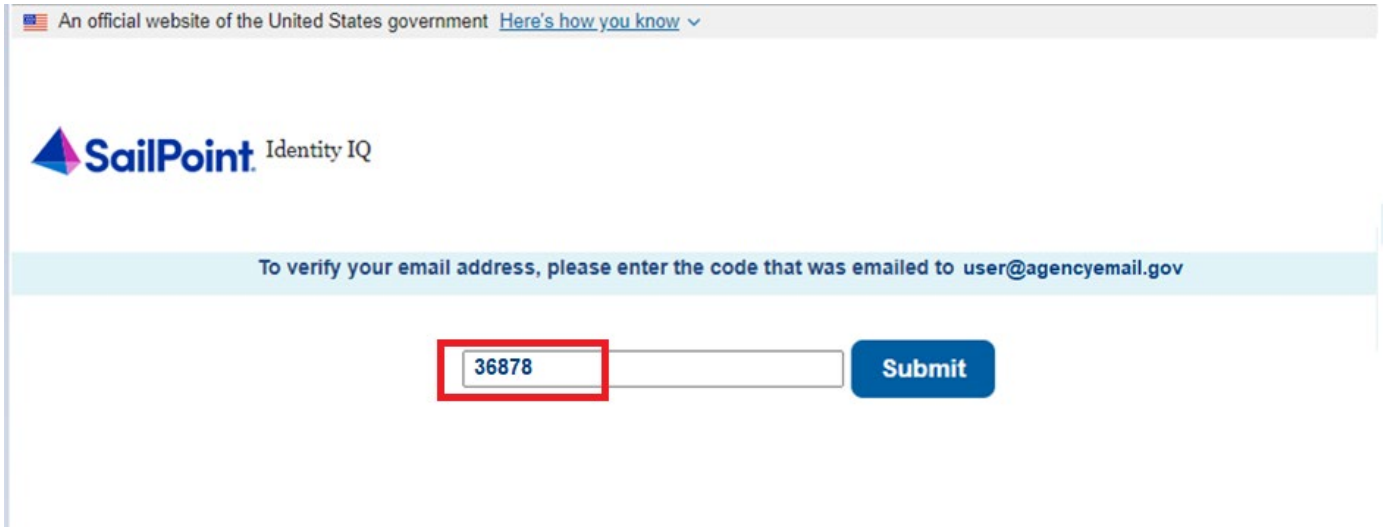 An official website of the United States government Here's how you know
SailPoint. Identity IQ
To verify your email address, please enter the code that was emailed to user@agencyemail.gov
36878 Submit